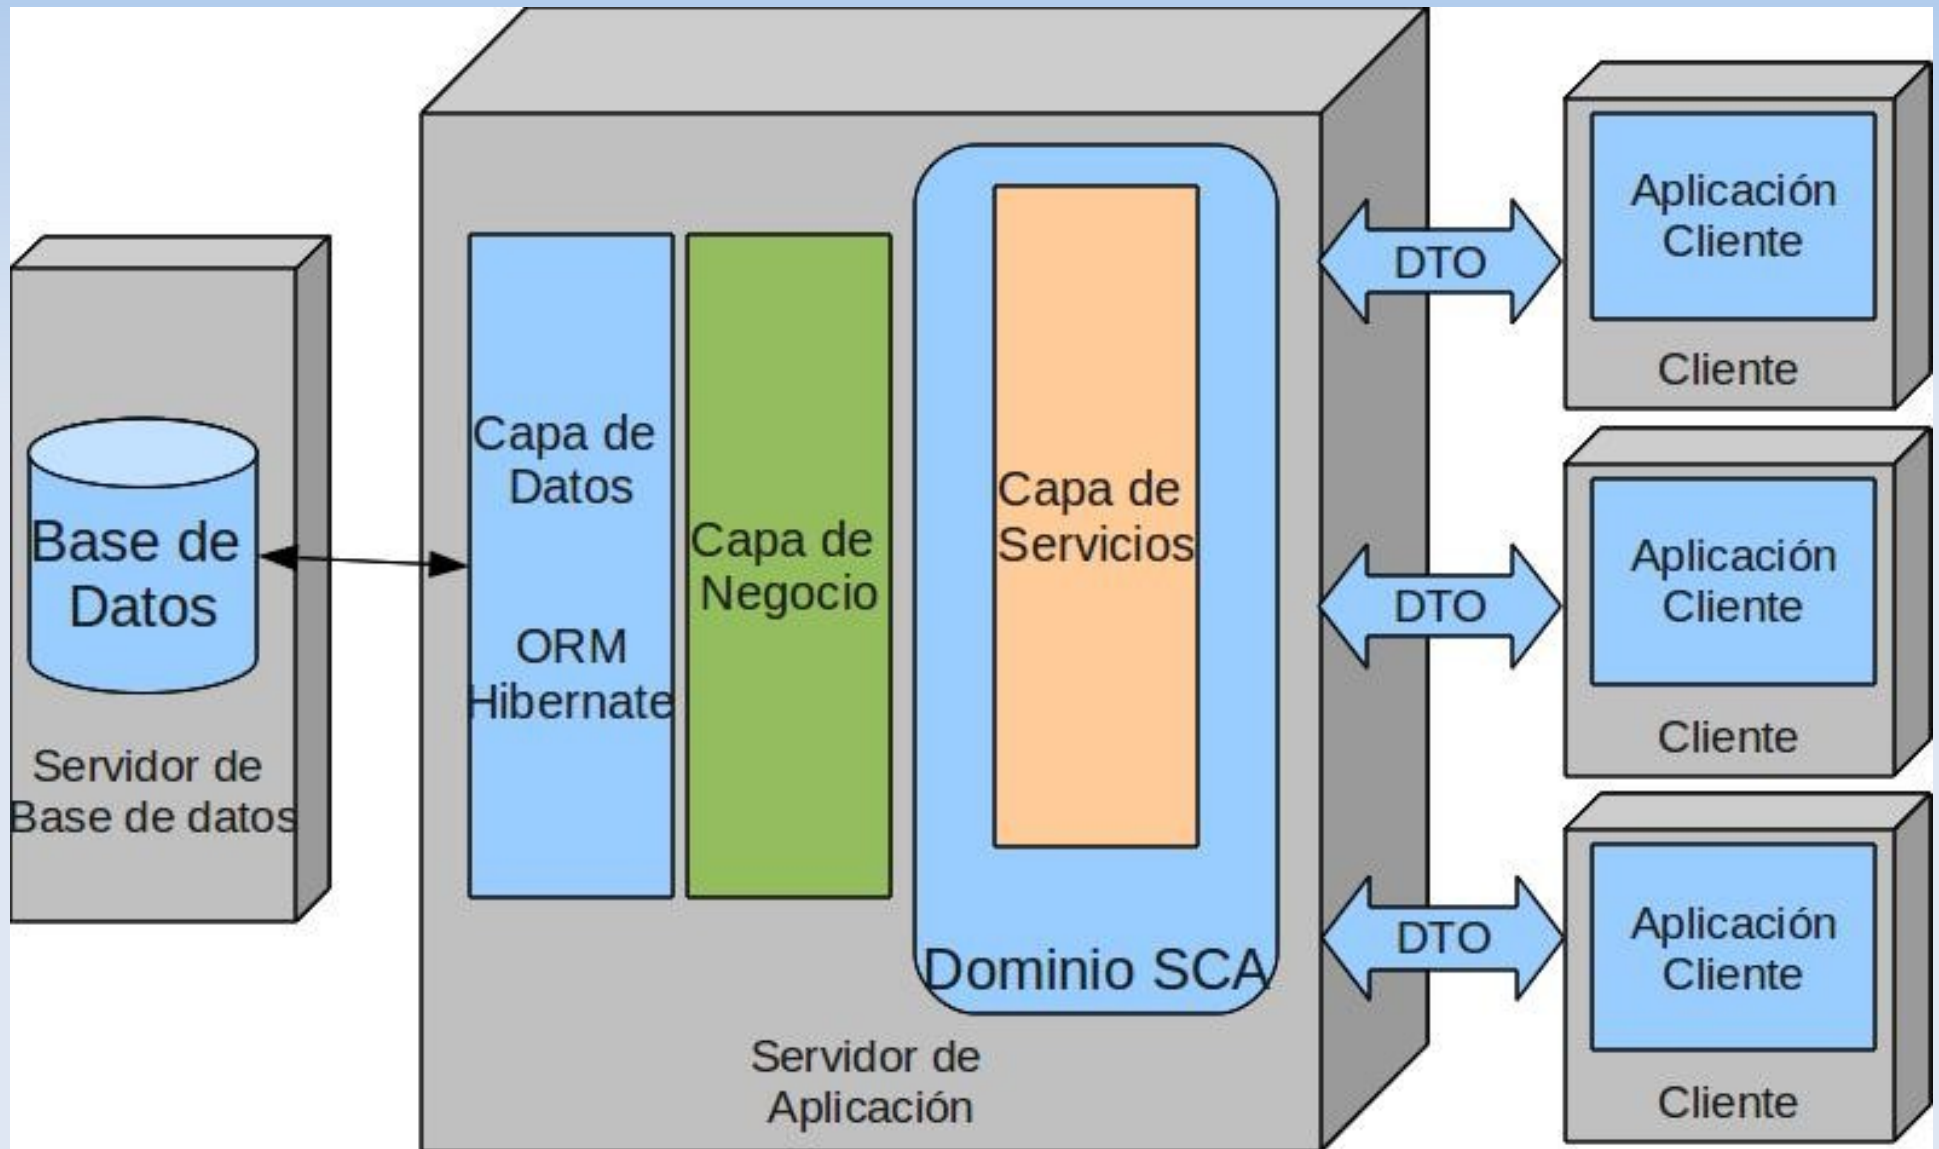 Base de
Datos
Servidor de
Base de datos
Capa de
Datos
ORM
Hibernate
Capa de
Negocio
Capa de
Servicios
Dominio SCA
Servidor de
Aplicación
DTO
DTO
DTO
Aplicación
Cliente
Cliente
Aplicación
Cliente
Cliente
Aplicación
Cliente
Cliente